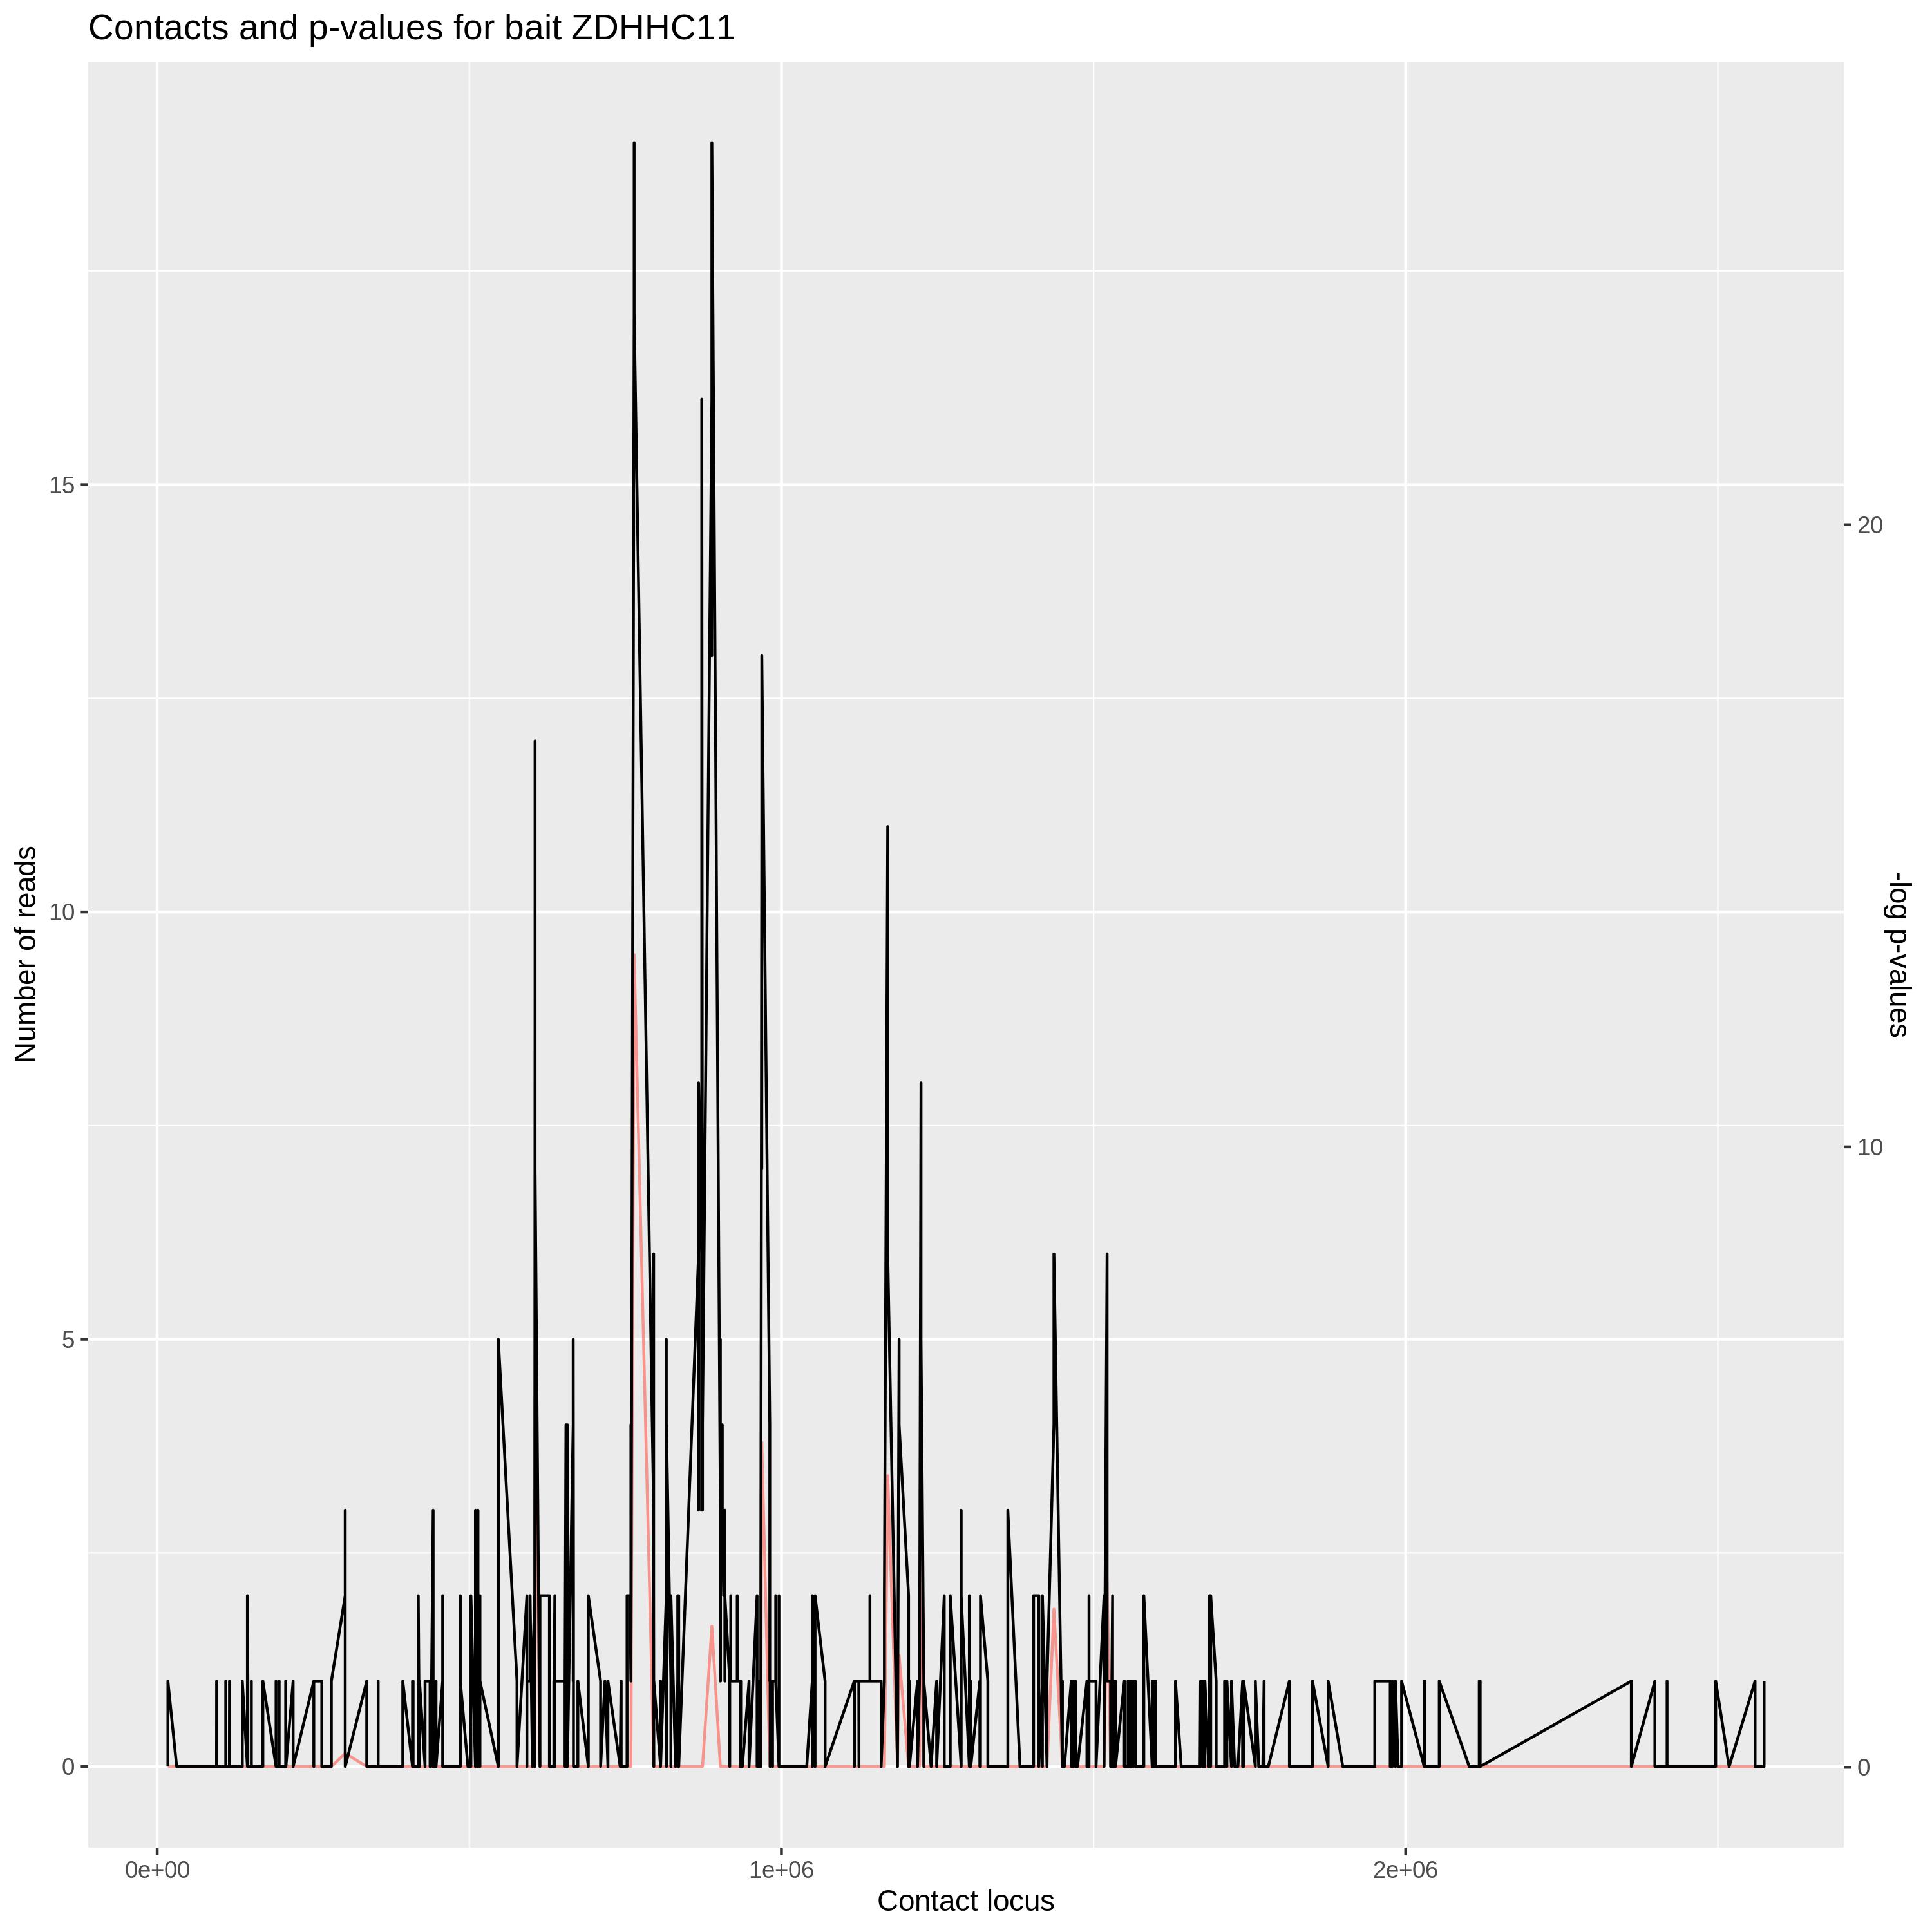 Contacts and p-values for bait ZDHHC11
Number of reads
15
10
5
0
20
10
0
-log p-values
0e+00
1e+06
2e+06
Contact locus